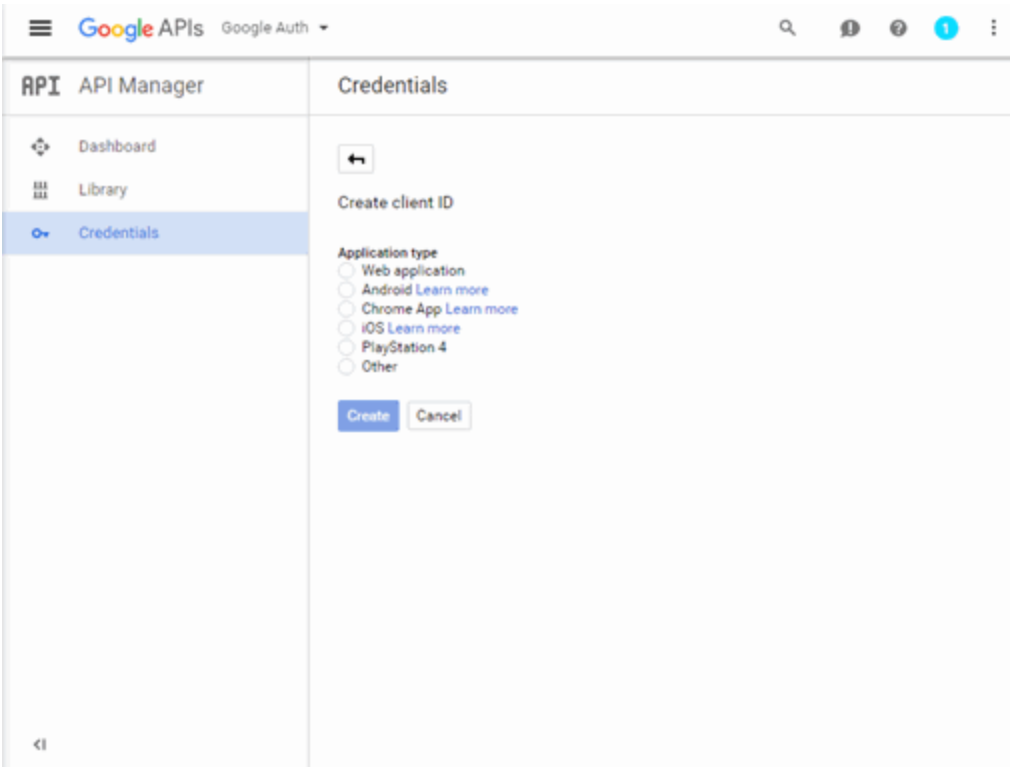 Google APIs Google Auth
1
API API Manager
Credentials
Dashboard
Library
Credentials
Create client ID
Application type
Web application
Android Learn more
Chrome App Learn more
iOS Learn more
PlayStation 4
Other
Create Cancel